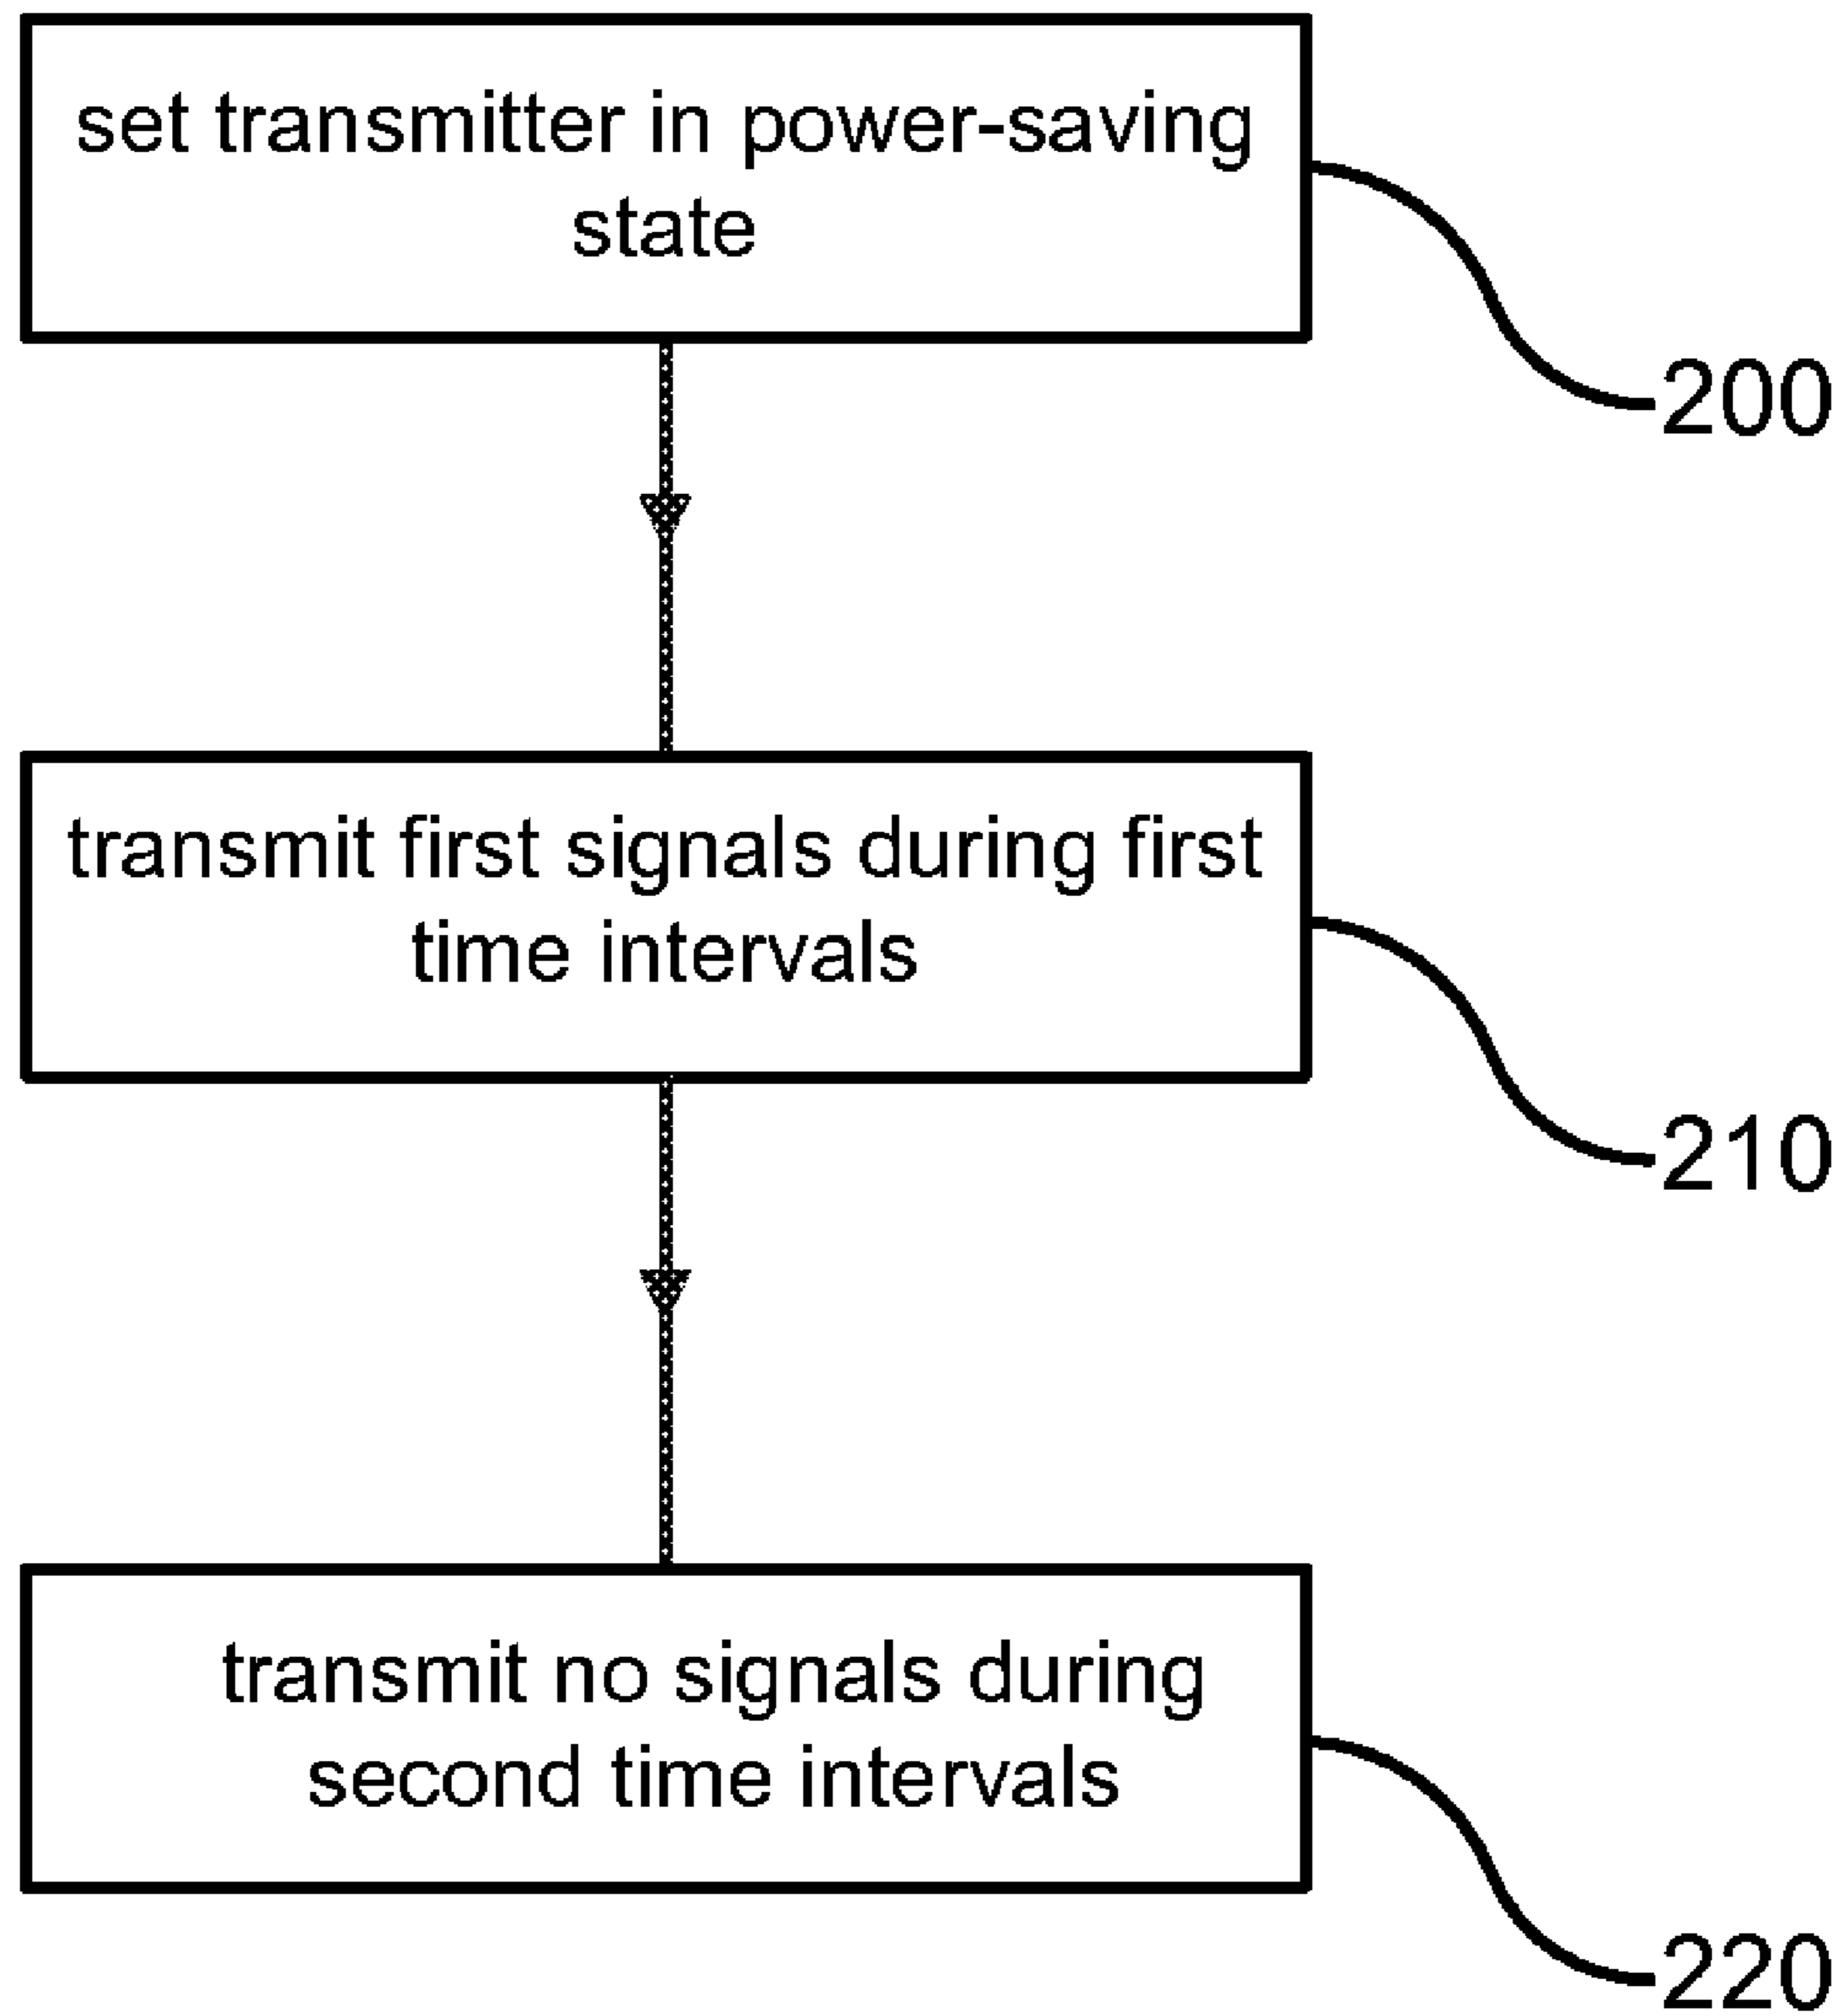 set transmitter in power-saving
state
200
transmit first signals during first
time intervals
210
transmit no signals during
second time intervals
220